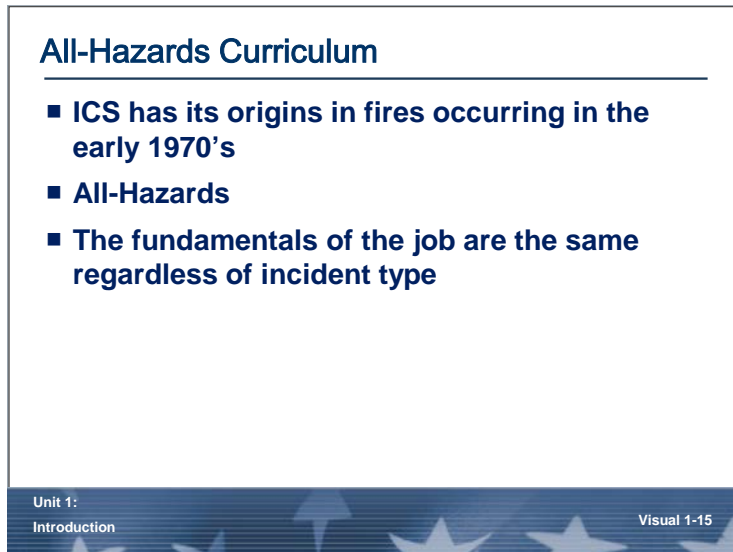 All-Hazards Curriculum
■ ICS has its origins in fires occurring in the
early 1970's
■ All-Hazards
■ The fundamentals of the job are the same
regardless of incident type
Unit 1:
Introduction
Visual 1-15